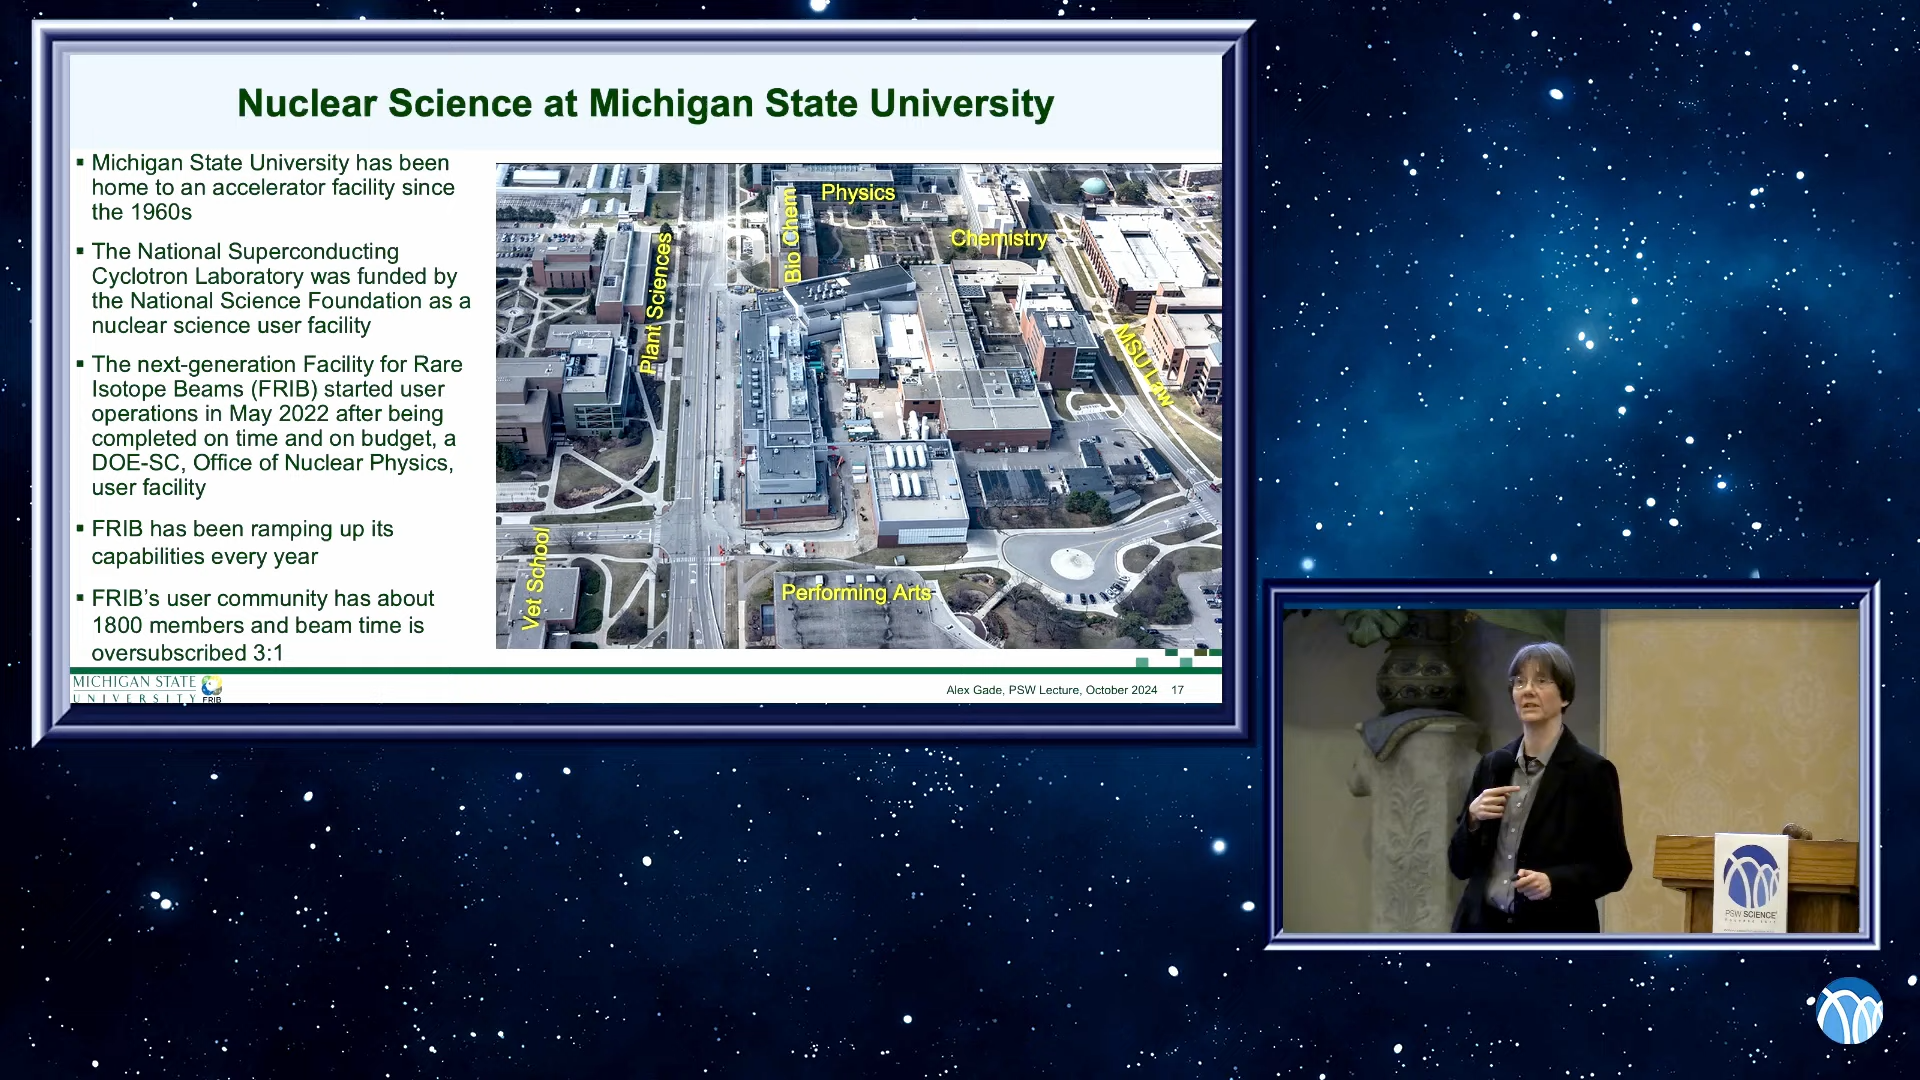 Nuclear Science at Michigan State University
▪ Michigan State University has been
home to an accelerator facility since
the 1960s
▪ The National Superconducting
Cyclotron Laboratory was funded by
the National Science Foundation as a
nuclear science user facility
▪ The next-generation Facility for Rare
Isotope Beams (FRIB) started user
operations in May 2022 after being
completed on time and on budget, a
DOE-SC, Office of Nuclear Physics,
user facility
▪ FRIB has been ramping up its
capabilities every year
▪ FRIB’s user community has about
1800 members and beam time is
oversubscribed 3:1
Physics
Bio Chem
Chemistry
Plant Sciences
MSU Law
Vet School
Performing Arts
MICHIGAN STATE
UNIVERSITY
FRIB
Alex Gade, PSW Lecture, October 2024 17
PSW SCIENCE